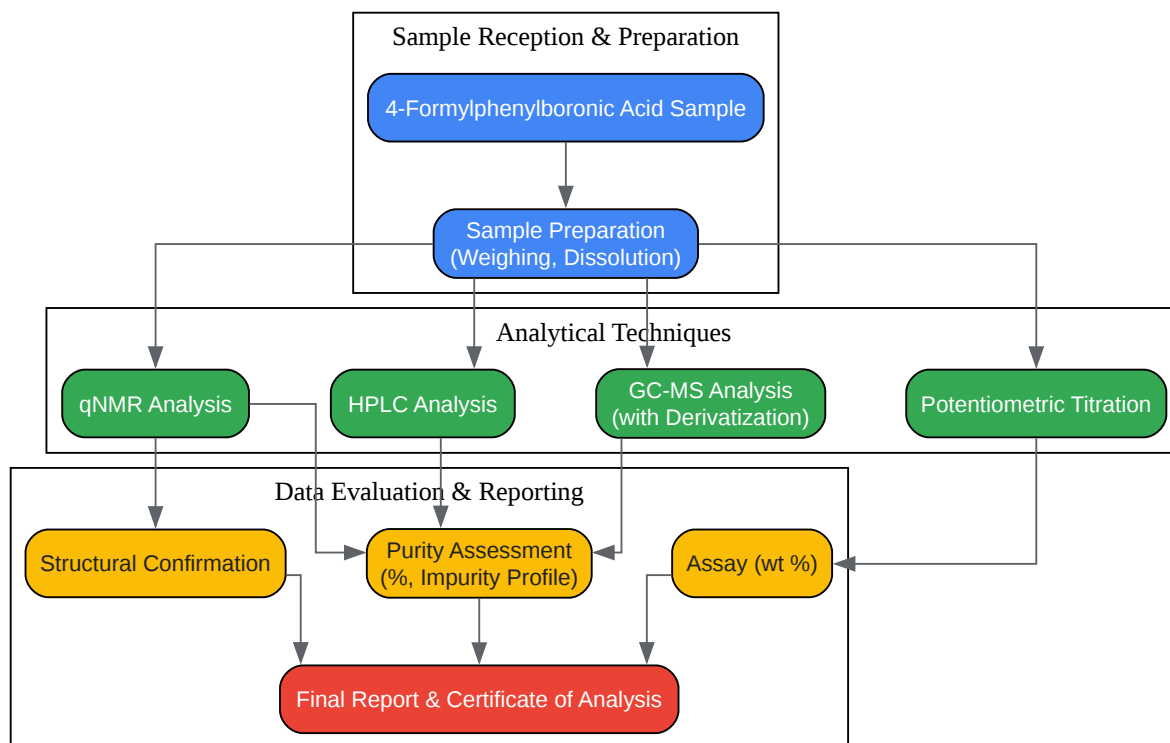 Sample Reception & Preparation
4-Formylphenylboronic Acid Sample
Sample Preparation
(Weighing, Dissolution)
Analytical Techniques
qNMR Analysis
HPLC Analysis
GC-MS Analysis
(with Derivatization)
Potentiometric Titration
Data Evaluation & Reporting
Structural Confirmation
Purity Assessment
(%, Impurity Profile)
Assay (wt %)
Final Report & Certificate of Analysis